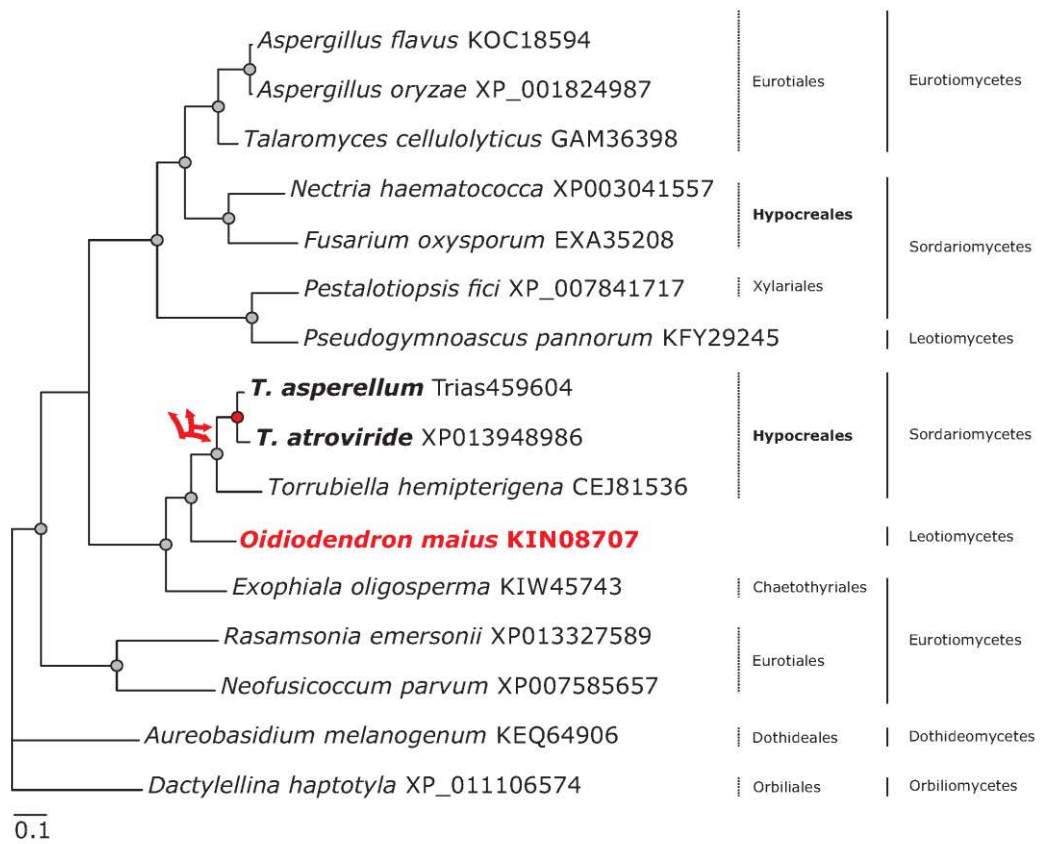 Aspergillus flavus KOC18594
Aspergillus oryzae XP_001824987
Eurotiales
Eurotiomycetes
Talaromyces cellulolyticus GAM36398
Nectria haematococca XP003041557
Hypocreales
Fusarium oxysporum EXA35208
Sordariomycetes
Pestalotiopsis fici XP_007841717
Xylariales
Pseudogymnoascus pannorum KFY29245
Leotiomycetes
T. asperellum Trias459604
T. atroviride XP013948986
Hypocreales
Sordariomycetes
Torrubiella hemipterigena CEJ81536
Oidiodendron maius KIN08707
Leotiomycetes
Exophiala oligosperma KIW45743
Chaetothyriales
Rasamsonia emersonii XP013327589
Eurotiomycetes
Eurotiales
Neofusicoccum parvum XP007585657
Aureobasidium melanogenum KEQ64906
Dothideales
Dothideomycetes
Dactylellina haptotyla XP_011106574
Orbiliales
Orbiliomycetes
0.1